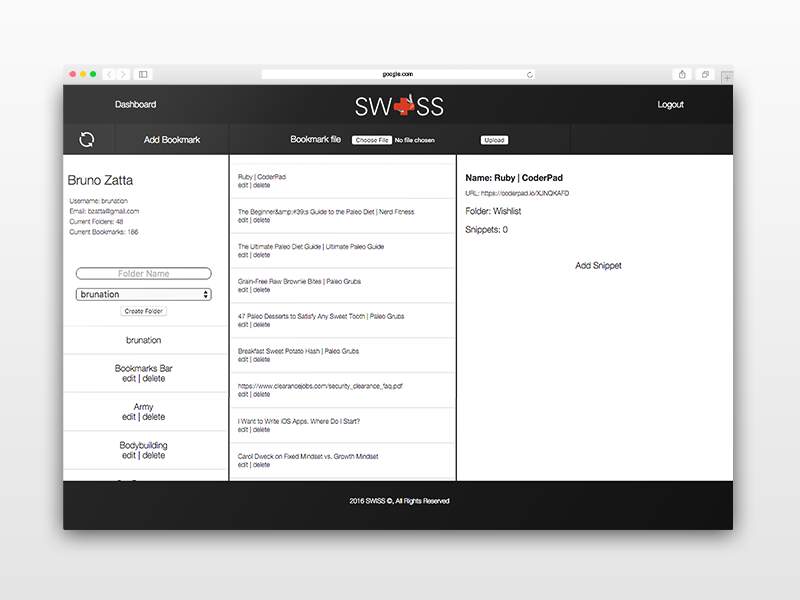 google.com
Dashboard
SW SS
Logout
Add Bookmark
Bookmark file
Choose File No file chosen
Upload
Bruno Zatta
Username: brunation
Email: bzatta@gmail.com
Current Folders: 48
Current Bookmarks: 186
Folder Name
brunation
Create Folder
brunation
Bookmarks Bar
edit | delete
Army
edit | delete
Bodybuilding
edit | delete
Ruby | CoderPad
edit | delete
The Beginner&amp;#39;s Guide to the Paleo Diet | Nerd Fitness
edit | delete
The Ultimate Paleo Diet Guide | Ultimate Paleo Guide
edit | delete
Grain-Free Raw Brownie Bites | Paleo Grubs
edit | delete
47 Paleo Desserts to Satisfy Any Sweet Tooth | Paleo Grubs
edit | delete
Breakfast Sweet Potato Hash | Paleo Grubs
edit | delete
https://www.clearancejobs.com/security_clearance_faq.pdf
edit | delete
I Want to Write iOS Apps. Where Do I Start?
edit | delete
Carol Dweck on Fixed Mindset vs. Growth Mindset
edit | delete
Name: Ruby | CoderPad
URL: https://coderpad.io/XJNQKAFD
Folder: Wishlist
Snippets: 0
Add Snippet
2016 SWISS ©, All Rights Reserved